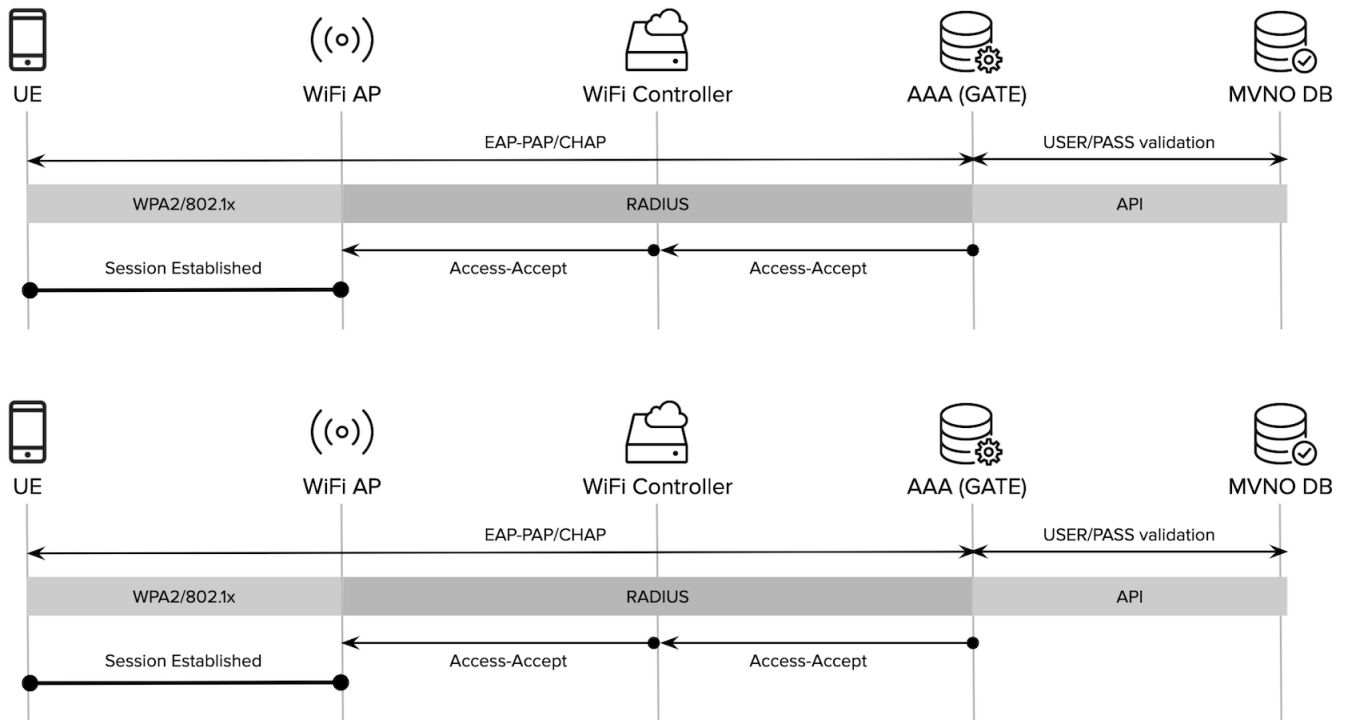 UE
WiFi AP
WiFi Controller
AAA (GATE)
MVNO DB
EAP-PAP/CHAP
USER/PASS validation
WPA2/802.1x
RADIUS
API
Session Established
Access-Accept
Access-Accept
UE
WiFi AP
WiFi Controller
AAA (GATE)
MVNO DB
EAP-PAP/CHAP
USER/PASS validation
WPA2/802.1x
RADIUS
API
Session Established
Access-Accept
Access-Accept